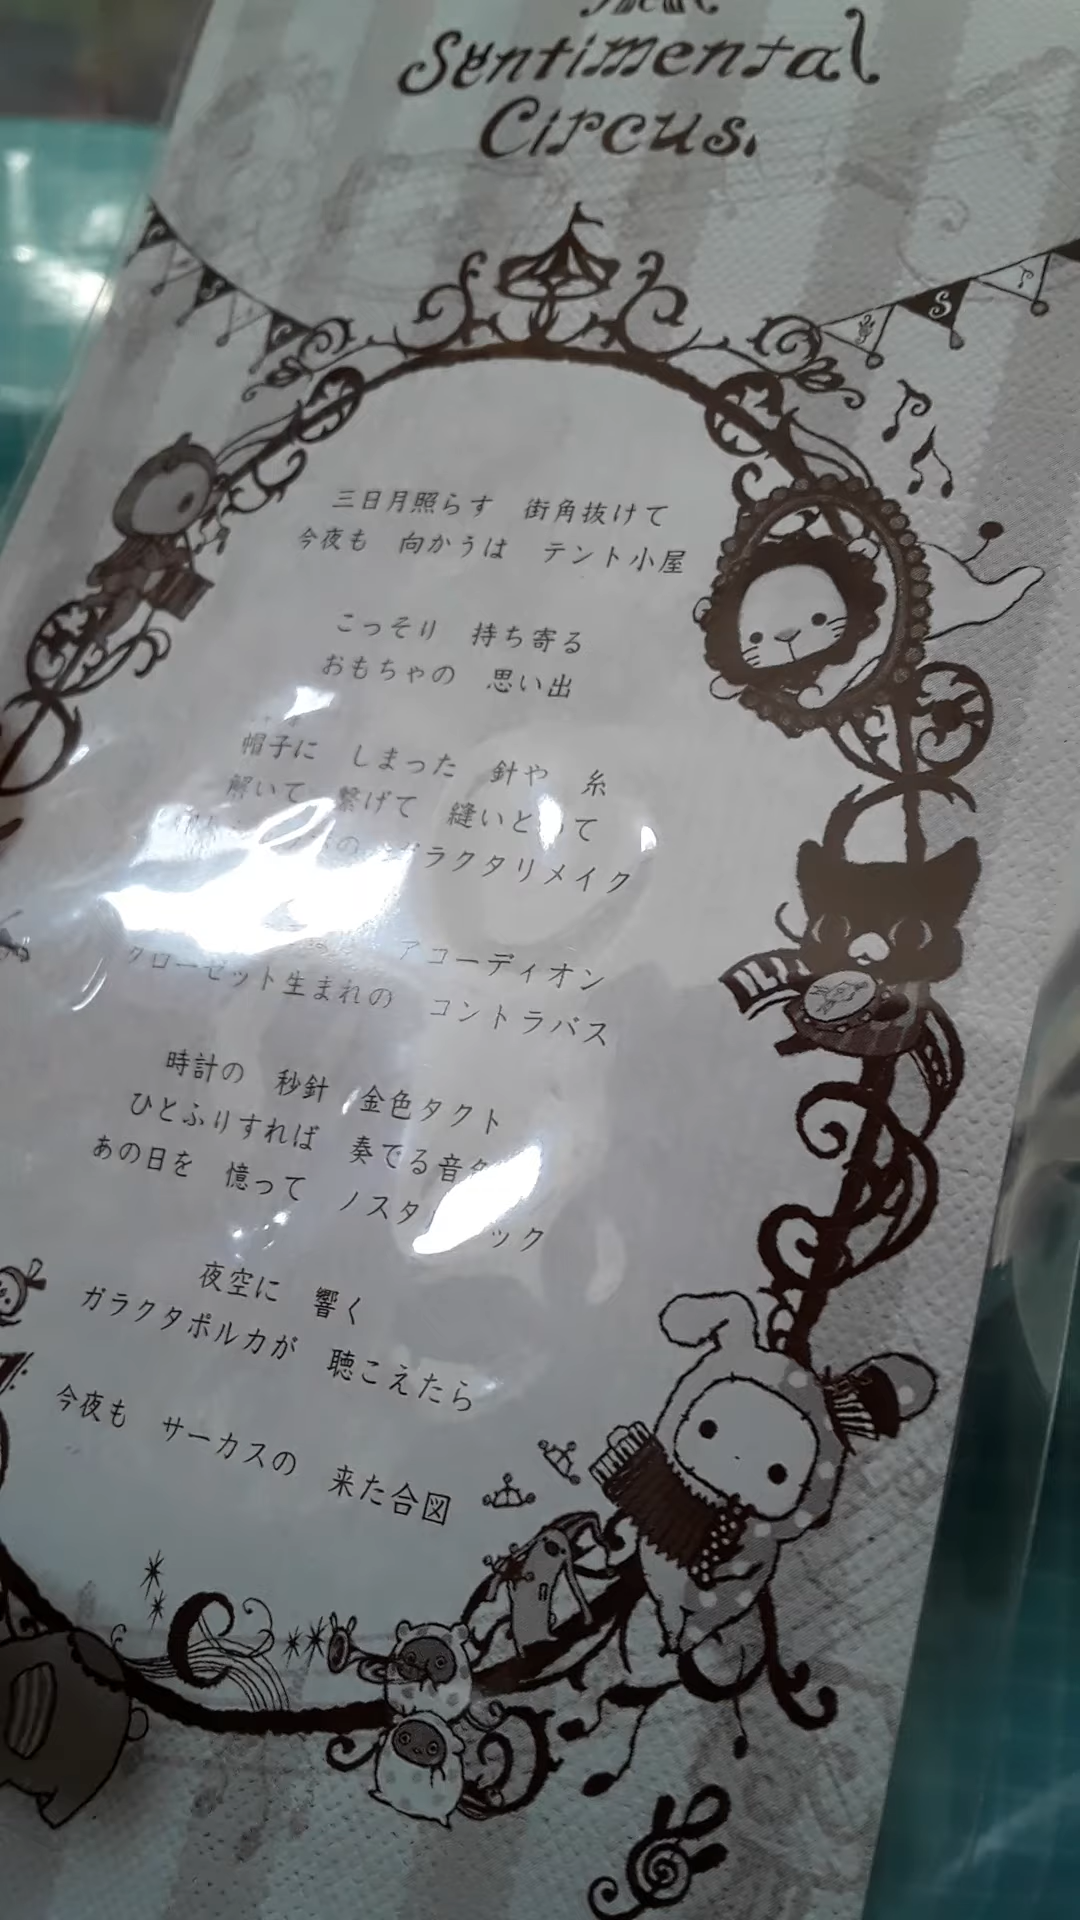 Sentimental
Circus.
三日月照らす 街角抜けて
今夜も 向かうは テント小屋
こっそり 持ち寄る
おもちゃの 思い出
帽子に しまった 針や 糸
解いて 繋げて 縫いとって
ガラクタリメイク
アコーディオン
クローゼット生まれの コントラバス
時計の 秒針 金色タクト
ひとふりすれば 奏でる音
あの日を 憶って
夜空に 響く
ガラクタポルカが 聴こえたら
今夜も サーカスの 来た合図